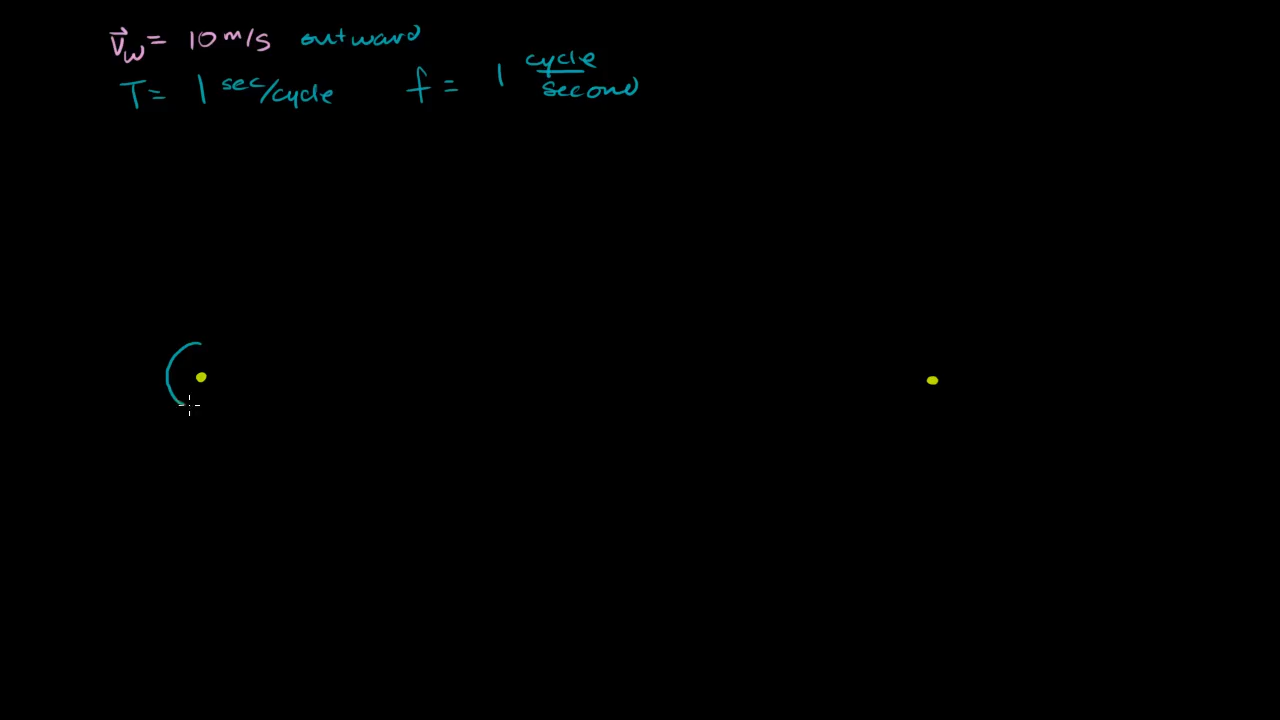 v⃗w = 10 m/s outward
T = 1 sec/cycle f = 1 cycle/second